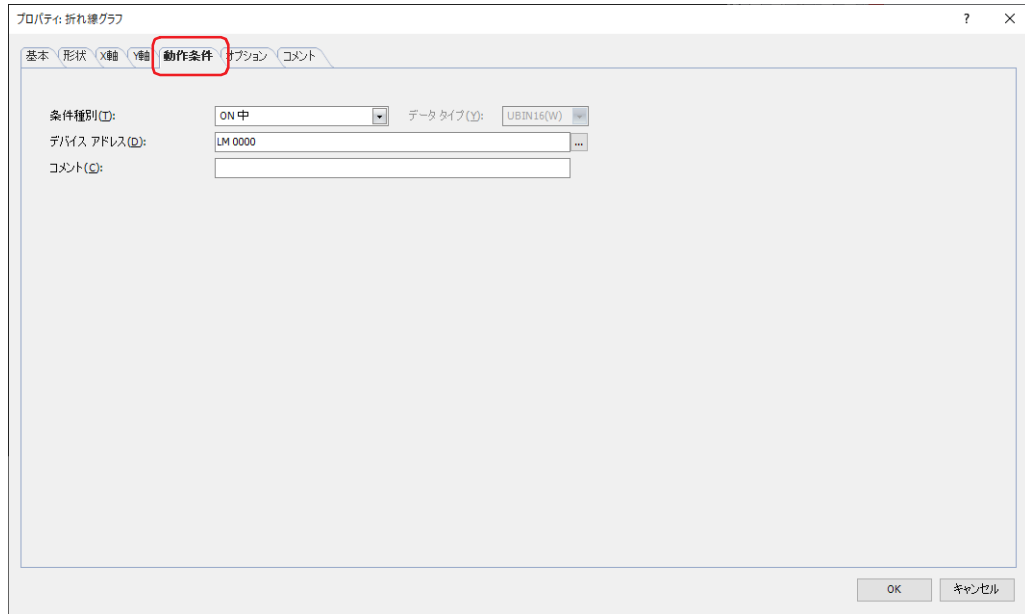 プロパティ: 折れ線グラフ
? ×
基本 形状 X軸 Y軸 動作条件 オプション コメント
条件種別(T): ON 中 データ タイプ(Y): UBIN16(W)
デバイス アドレス(D): LM 0000 ...
コメント(C):
OK キャンセル